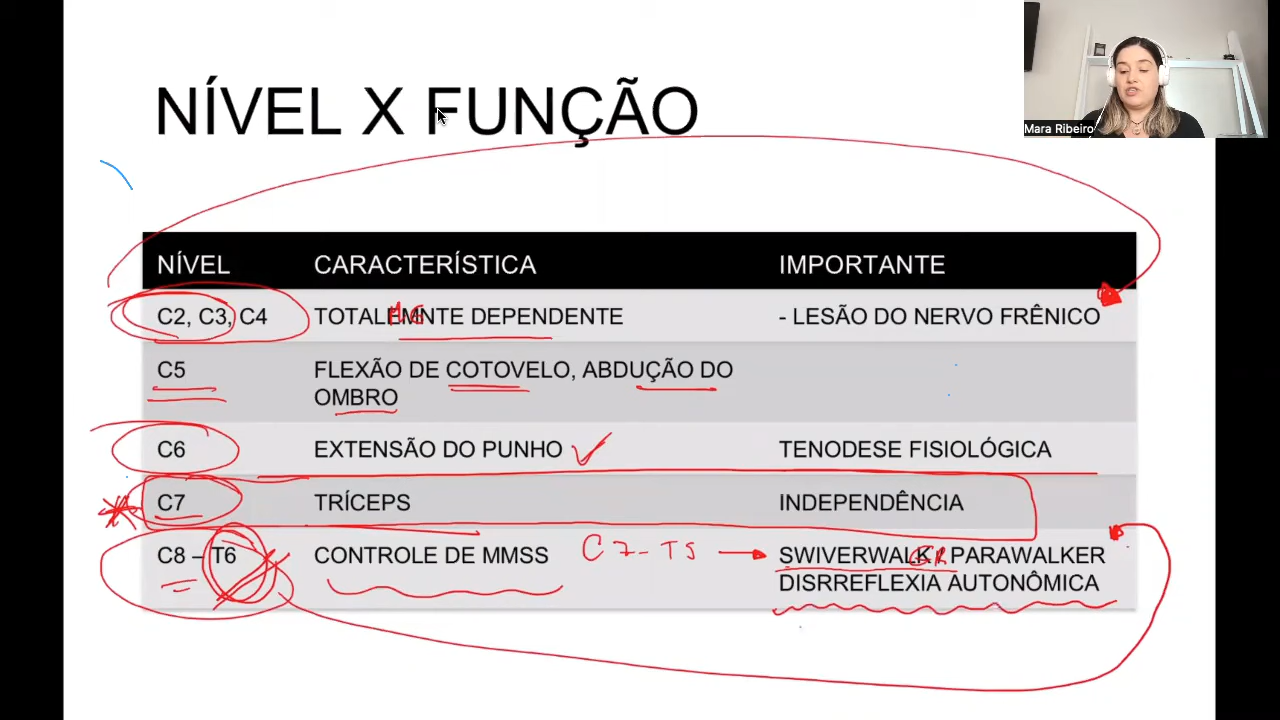 NÍVEL X FUNÇÃO
Mara Ribeiro
NÍVEL CARACTERÍSTICA IMPORTANTE
C2, C3, C4 TOTALEMNTE DEPENDENTE - LESÃO DO NERVO FRÊNICO
C5 FLEXÃO DE COTOVELO, ABDUÇÃO DO
OMBRO
C6 EXTENSÃO DO PUNHO TENODESE FISIOLÓGICA
C7 TRÍCEPS INDEPENDÊNCIA
C8 – T6 CONTROLE DE MMSS C7-T5 SWIVERWALK PARAWALKER
DISRREFLEXIA AUTONÔMICA